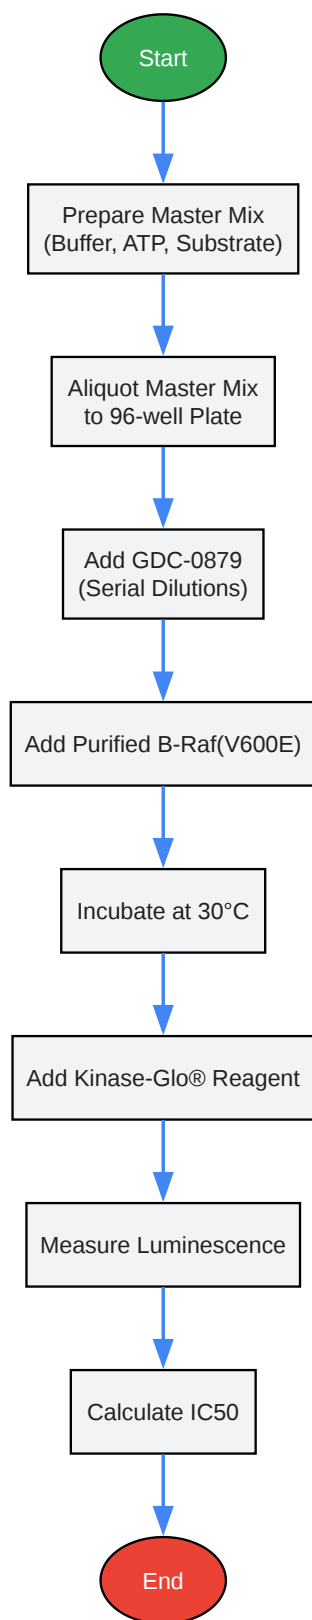 Start
Prepare Master Mix
(Buffer, ATP, Substrate)
Aliquot Master Mix
to 96-well Plate
Add GDC-0879
(Serial Dilutions)
Add Purified B-Raf(V600E)
Incubate at 30°C
Add Kinase-Glo® Reagent
Measure Luminescence
Calculate IC50
End